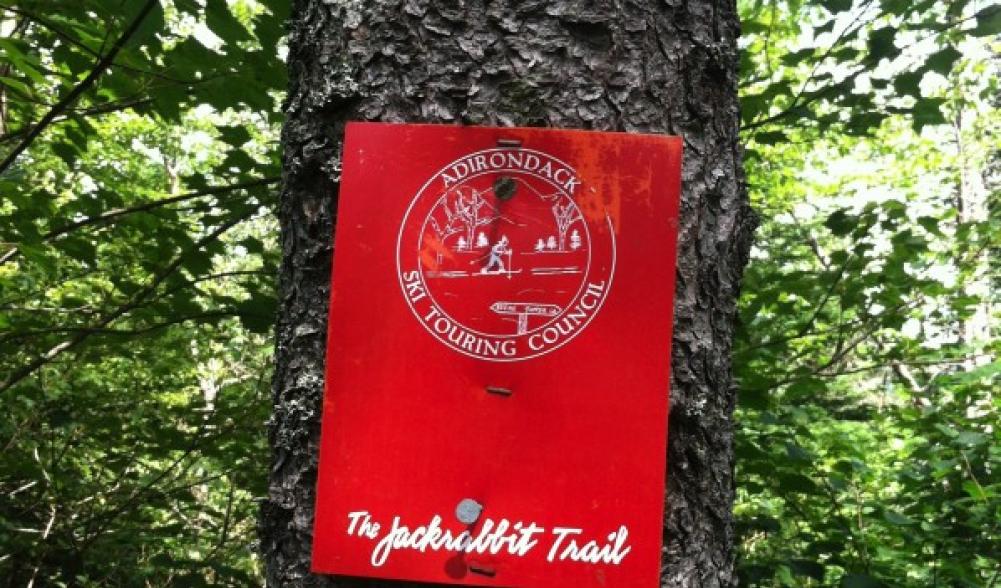 ADIRONDACK
SKI TOURING COUNCIL
The Jackrabbit Trail